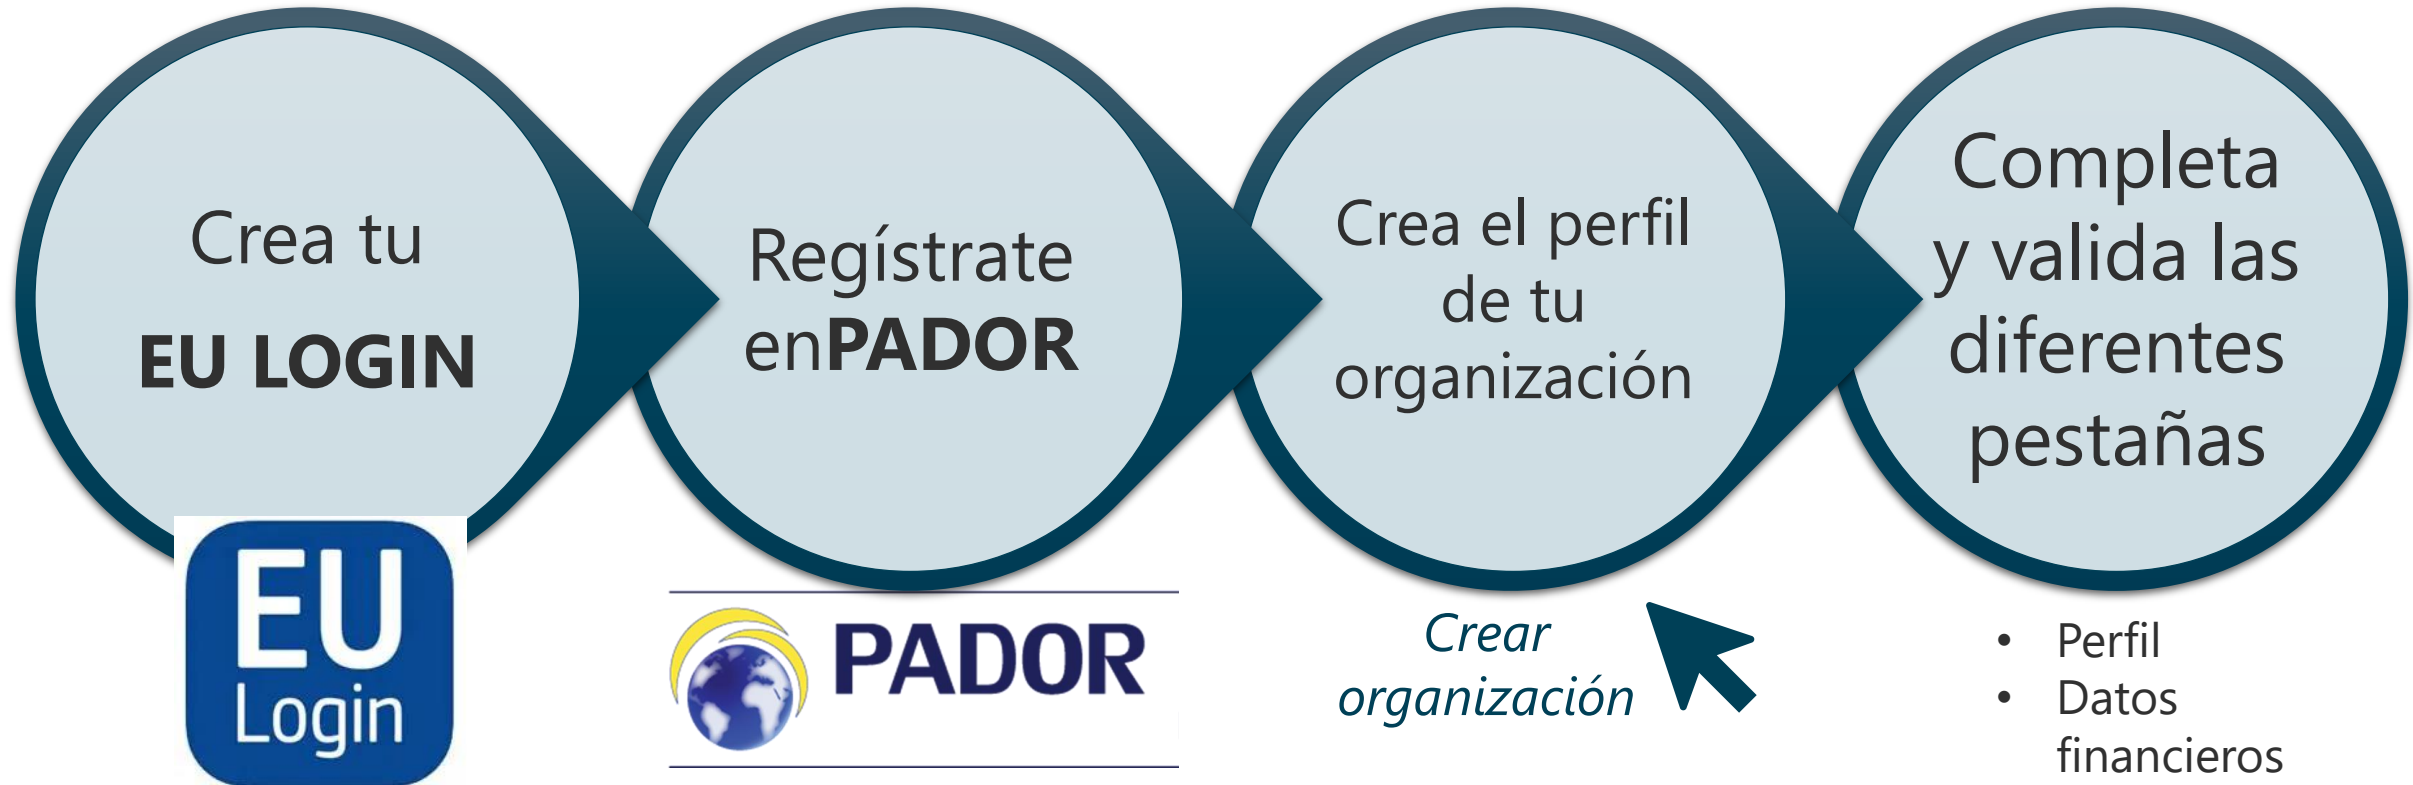 Crea tu
EU LOGIN
EU
Login
Regístrate
enPADOR
PADOR
Crea el perfil
de tu
organización
Crear
organización
Completa
y valida las
diferentes
pestañas
• Perfil
• Datos
financieros